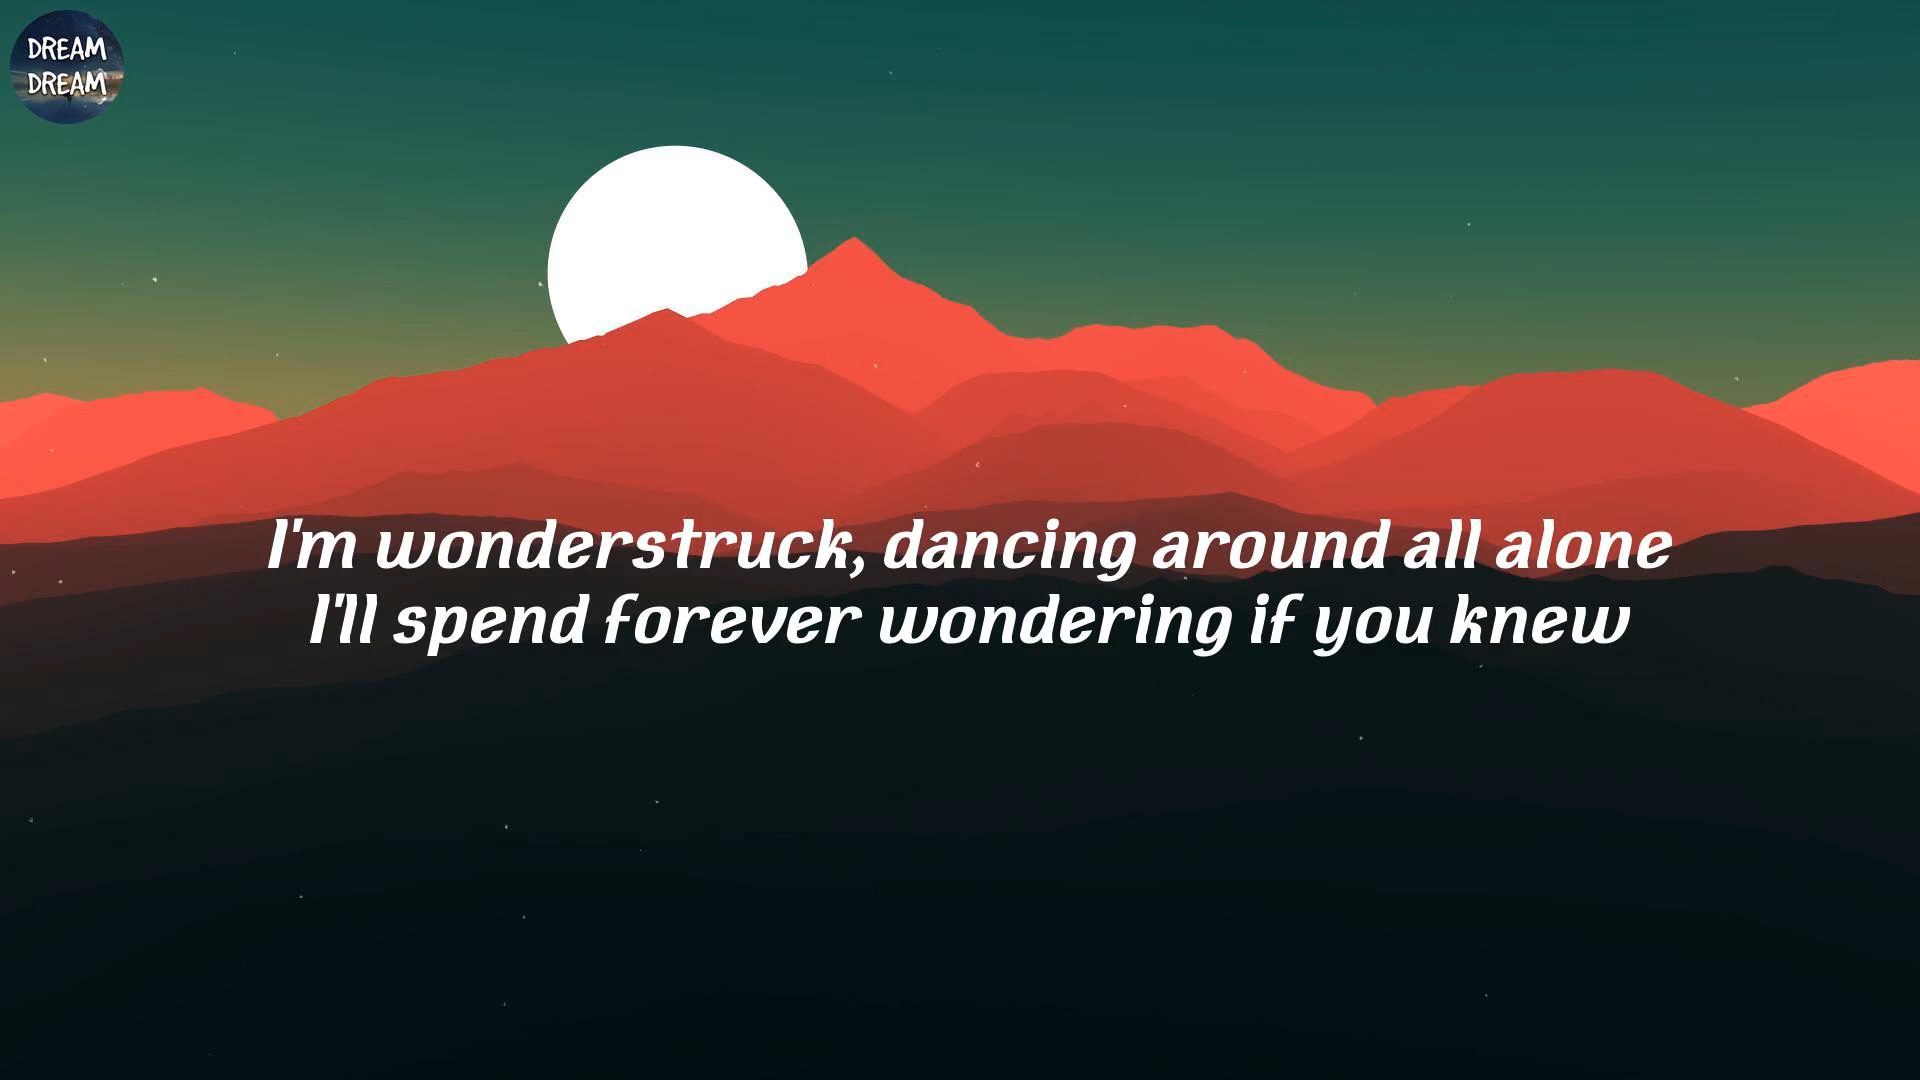 DREAM
DREAM
I'm wonderstruck, dancing around all alone
I'll spend forever wondering if you knew